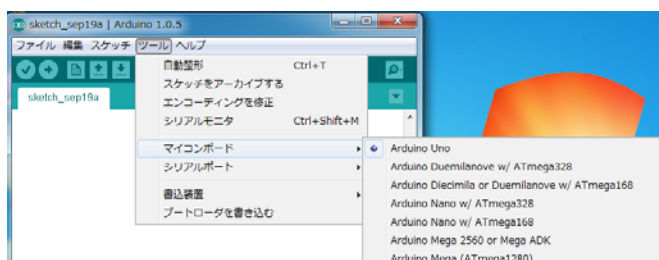 sketch_sep19a | Arduino 1.0.5
ファイル 編集 スケッチ ツール ヘルプ
自動整形 Ctrl+T
スケッチをアーカイブする
sketch_sep19a
エンコーディングを修正
シリアルモニタ Ctrl+Shift+M
マイコンボード
Arduino Uno
シリアルポート
Arduino Duemilanove w/ ATmega328
Arduino Diecimila or Duemilanove w/ ATmega168
書込装置
Arduino Nano w/ ATmega328
ブートローダを書き込む
Arduino Nano w/ ATmega168
Arduino Mega 2560 or Mega ADK
Arduino Mega (ATmega1280)